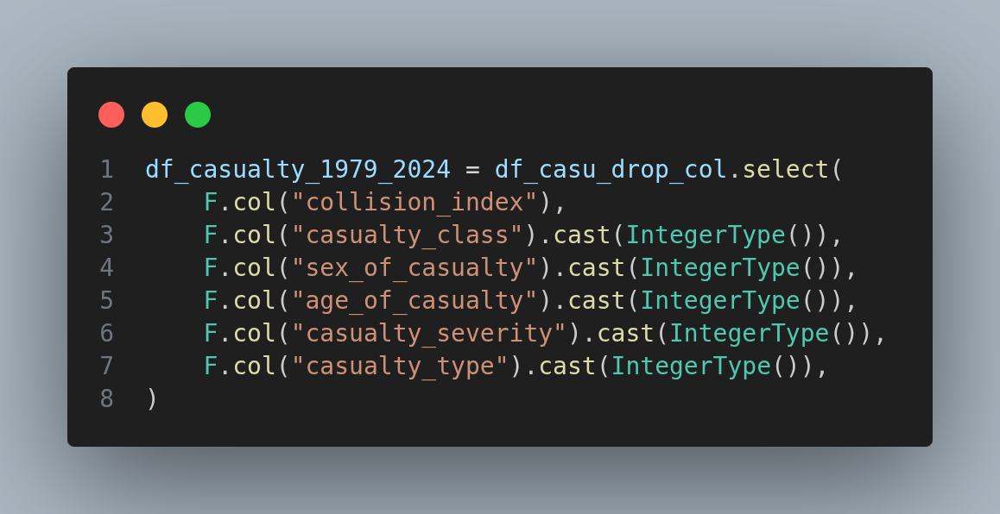 1 df_casualty_1979_2024 = df_casu_drop_col.select(
2     F.col("collision_index"),
3     F.col("casualty_class").cast(IntegerType()),
4     F.col("sex_of_casualty").cast(IntegerType()),
5     F.col("age_of_casualty").cast(IntegerType()),
6     F.col("casualty_severity").cast(IntegerType()),
7     F.col("casualty_type").cast(IntegerType()),
8 )